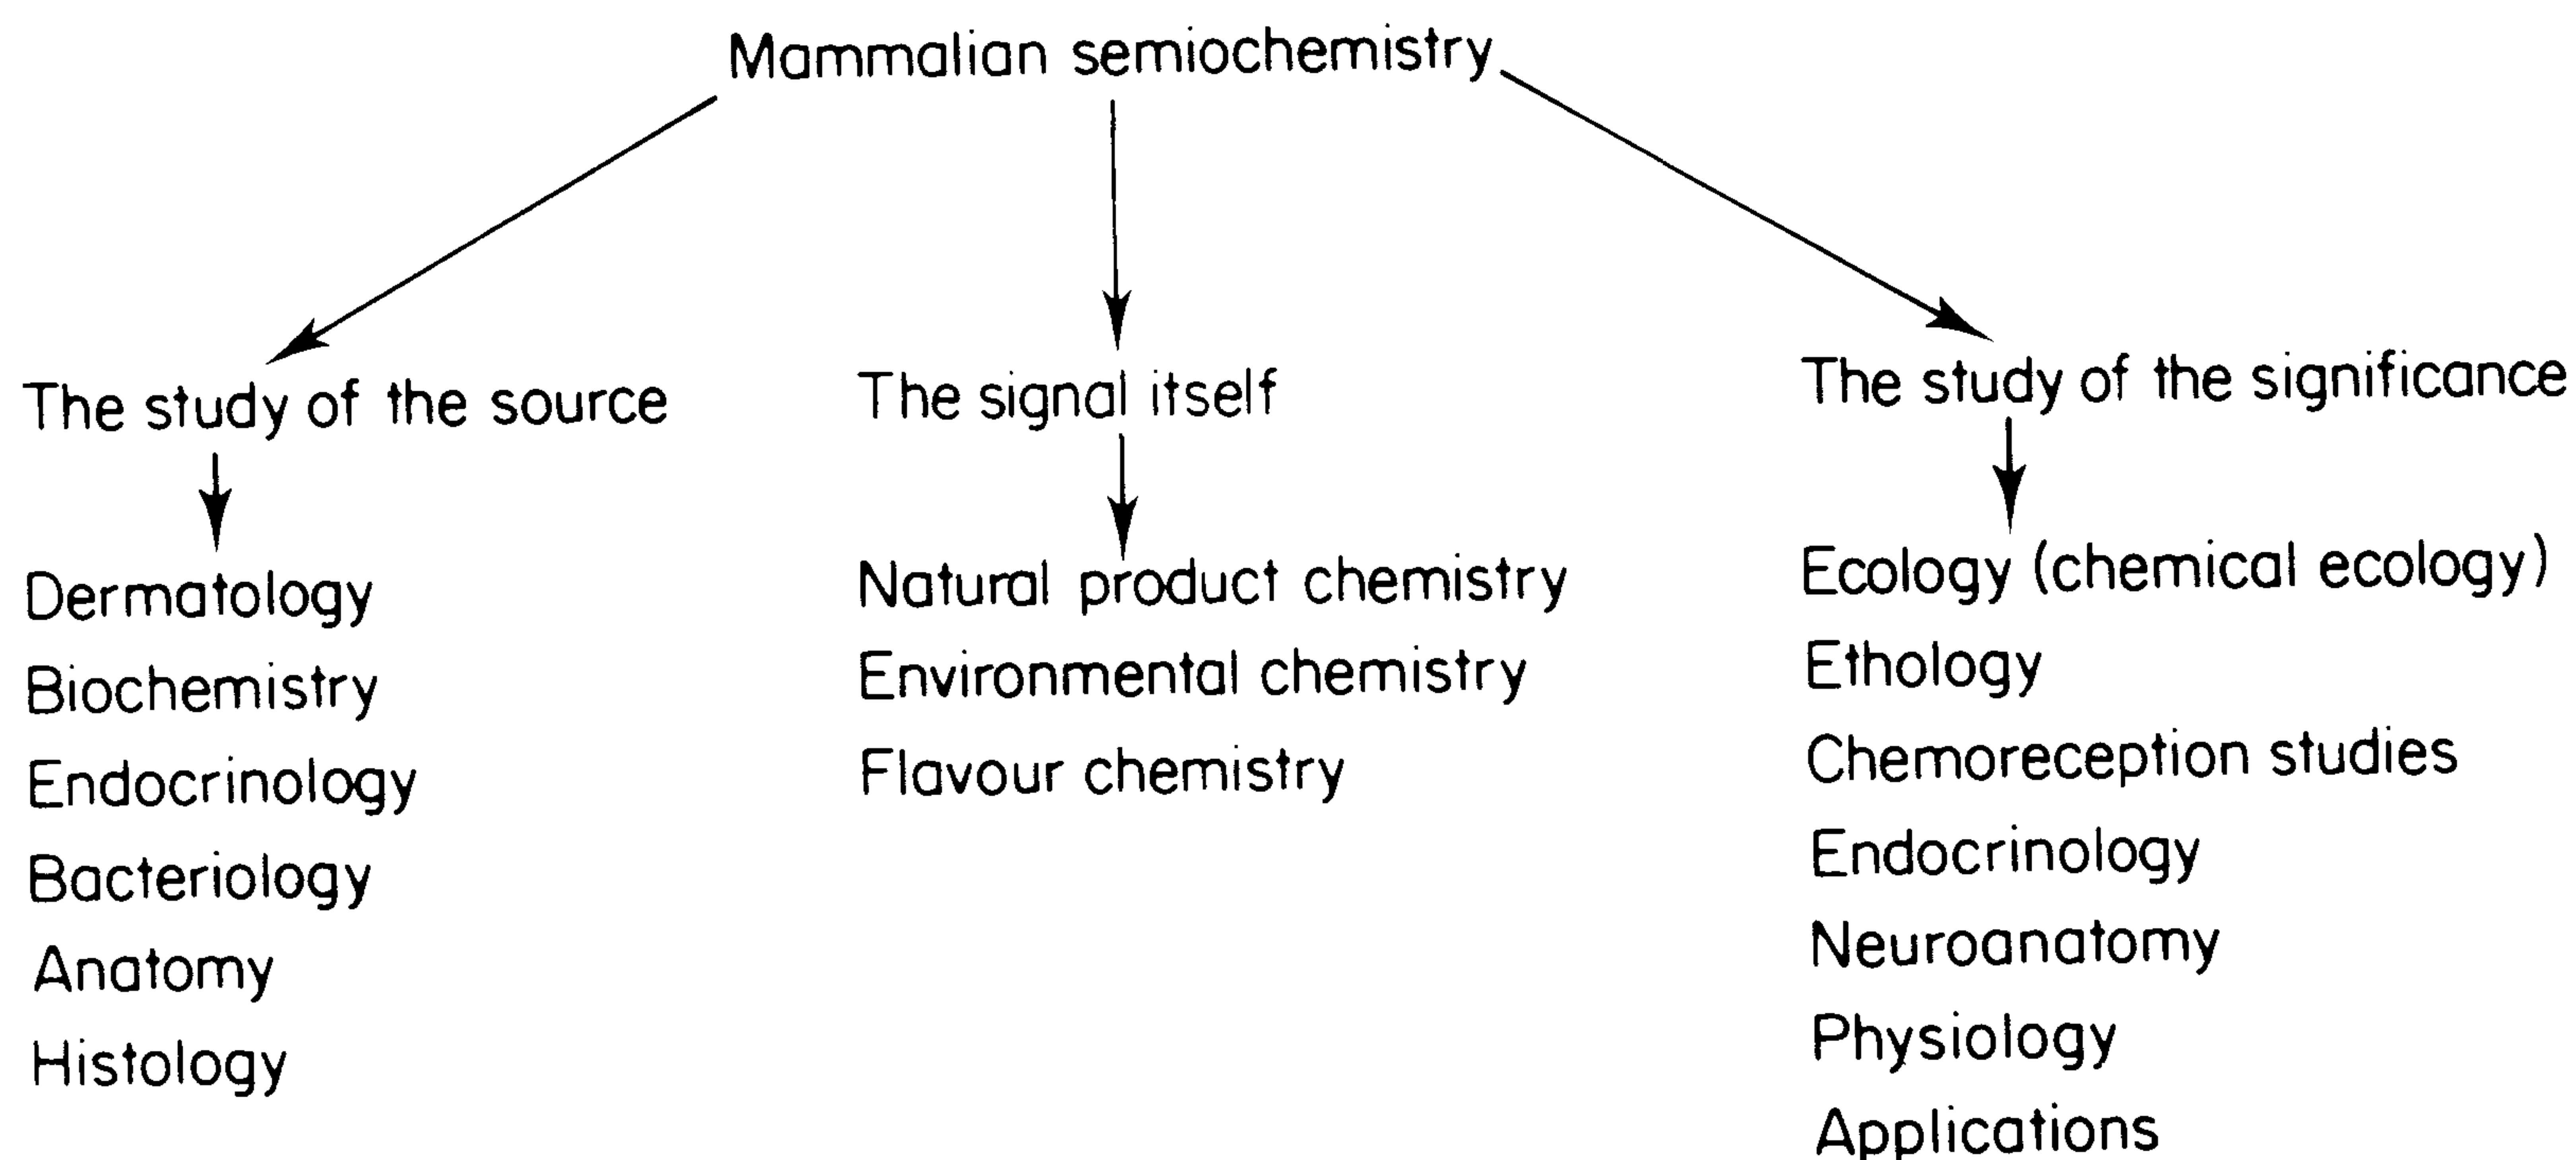 Mammalian semiochemistry
The study of the source
Dermatology
Biochemistry
Endocrinology
Bacteriology
Anatomy
Histology
The signal itself
Natural product chemistry
Environmental chemistry
Flavour chemistry
The study of the significance
Ecology (chemical ecology)
Ethology
Chemoreception studies
Endocrinology
Neuroanatomy
Physiology
Applications